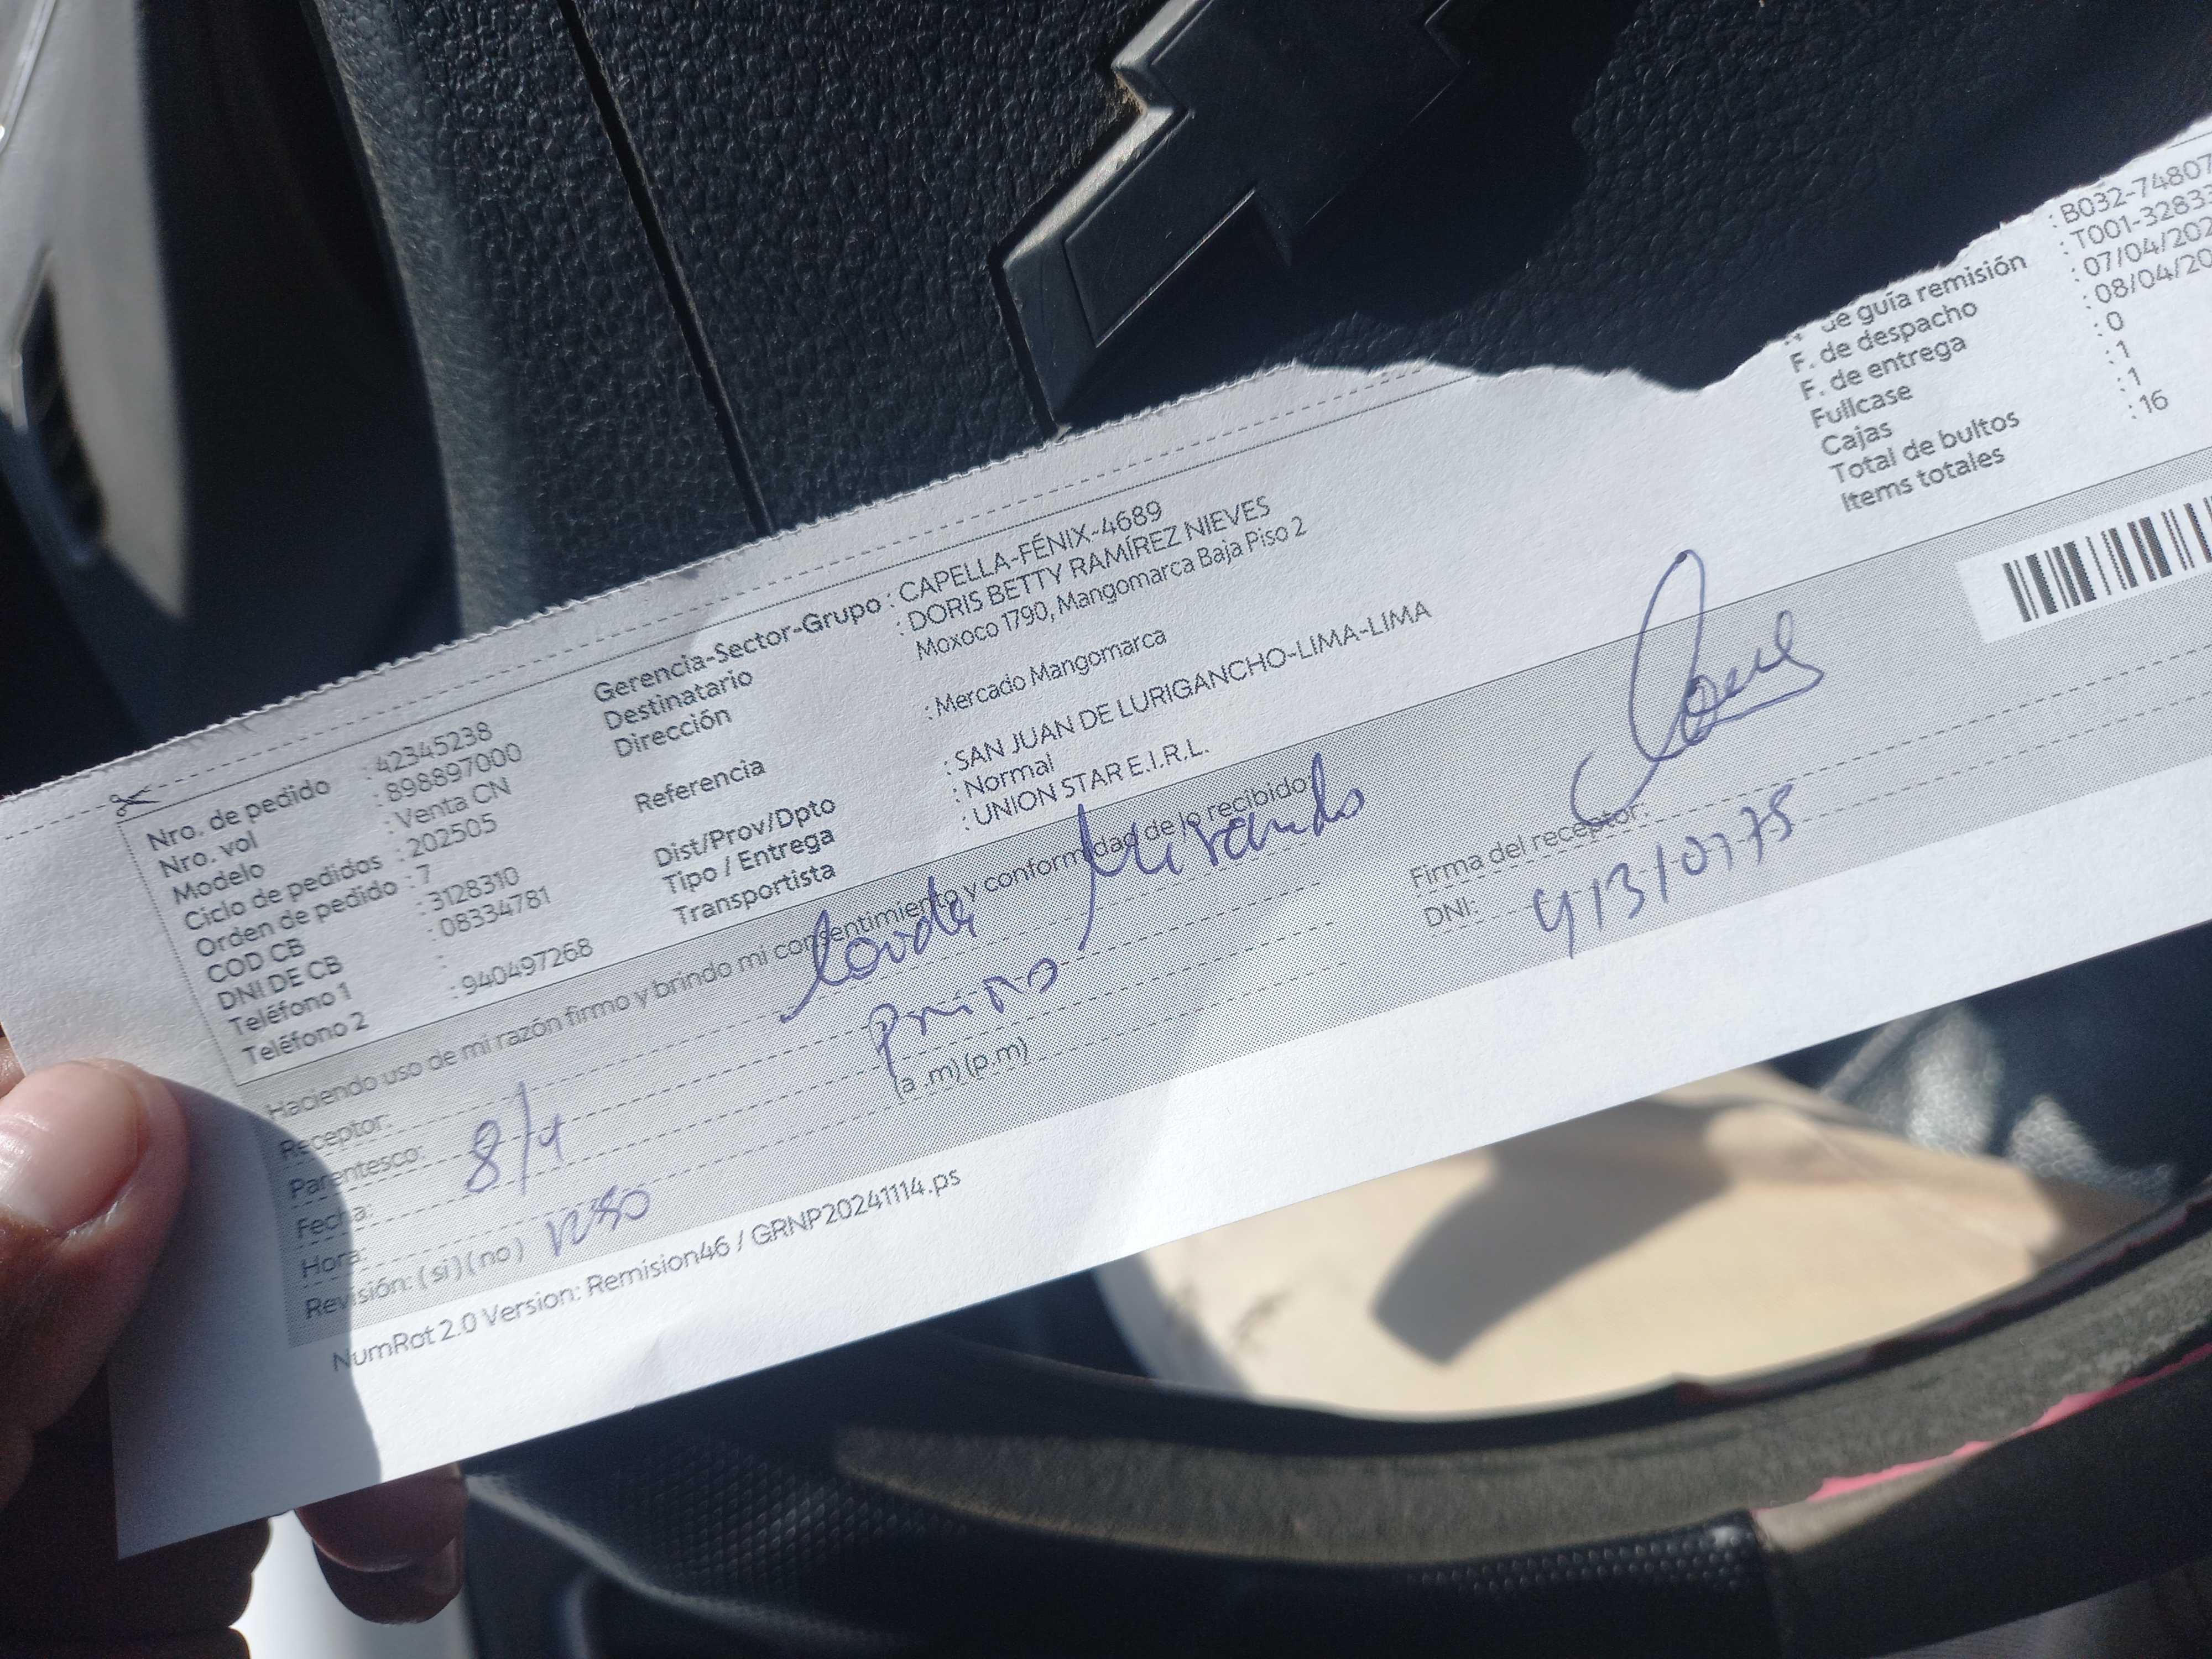 Nro. de pedido : 42345238
Nro. vol : 898897000
Modelo : Venta CN
Ciclo de pedidos : 202505
Orden de pedido : 7
COD CB : 3128310
DNI DE CB : 08334781
Teléfono 1 :
Teléfono 2 : 940497268
Gerencia-Sector-Grupo : CAPELLA-FÉNIX-4689
Destinatario : DORIS BETTY RAMÍREZ NIEVES
Dirección Moxoco 1790, Mangomarca Baja Piso 2
Referencia : Mercado Mangomarca
Dist/Prov/Dpto : SAN JUAN DE LURIGANCHO-LIMA-LIMA
Tipo / Entrega : Normal
Transportista : UNION STAR E.I.R.L.
: B032-74807
de guía remisión : T001-3283
F. de despacho : 07/04/202
F. de entrega : 08/04/20
Fullcase : 0
Cajas : 1
Total de bultos : 1
Items totales : 16
Haciendo uso de mi razón firmo y brindo mi consentimiento y conformidad de lo recibido
Receptor: Miranda
Parentesco:
Fecha: 8/4
Hora: (a .m) (p.m)
Revisión: (si) (no)
Firma del receptor:
DNI: 41310775
NumRot 2.0 Version: Remision46 / GRNP20241114.ps